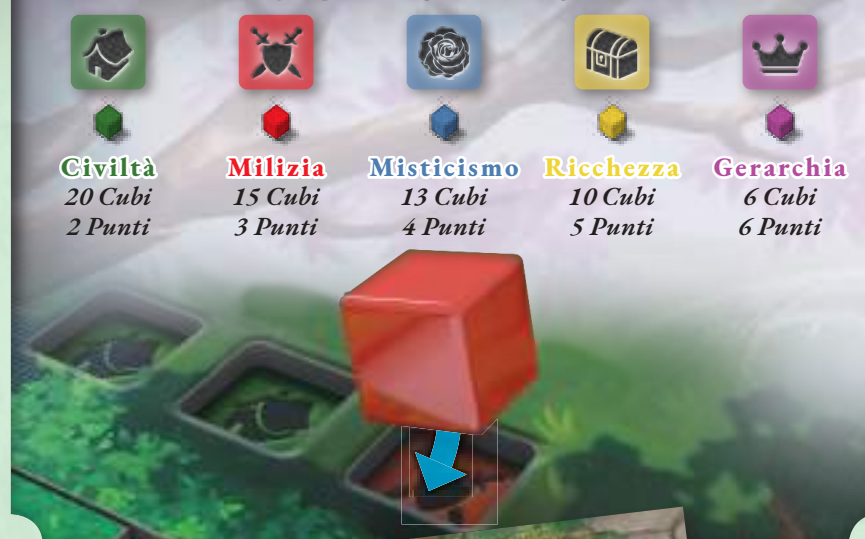 Civiltà Milizia Misticismo Ricchezza Gerarchia
20 Cubi 15 Cubi 13 Cubi 10 Cubi 6 Cubi
2 Punti 3 Punti 4 Punti 5 Punti 6 Punti